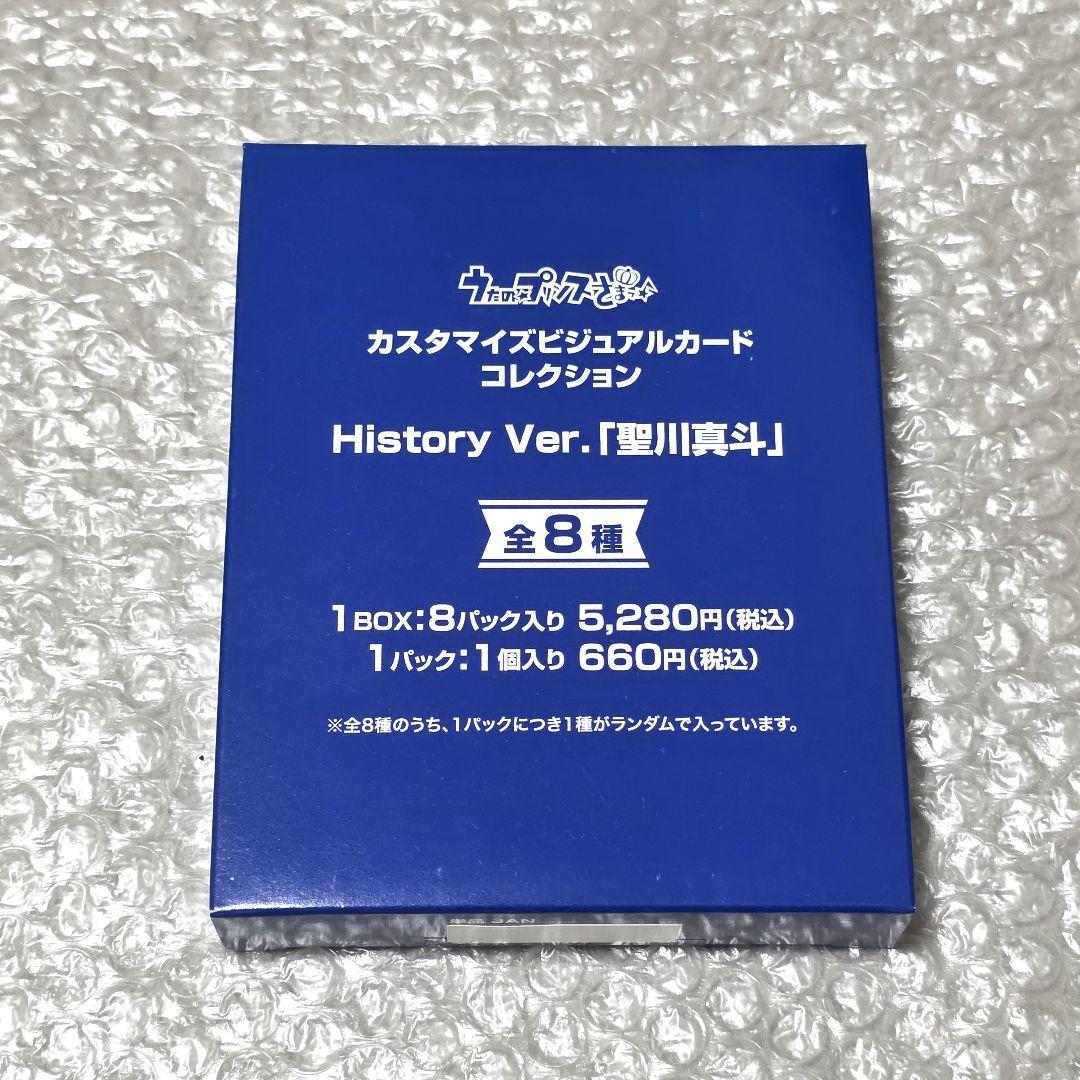 うたの☆プリンスさまっ♪
カスタマイズビジュアルカード
コレクション
History Ver.「聖川真斗」
全8種
1BOX:8パック入り 5,280円(税込)
1パック:1個入り 660円(税込)
※全8種のうち、1パックにつき1種がランダムで入っています。
単品 JAN